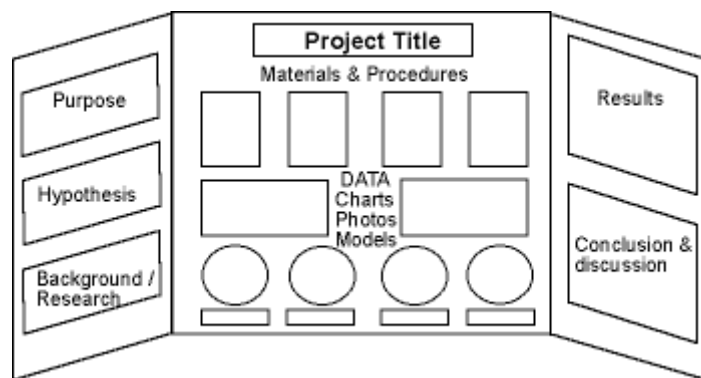 Project Title
Materials & Procedures
Purpose
Hypothesis
Background /
Research
DATA
Charts
Photos
Models
Results
Conclusion &
discussion